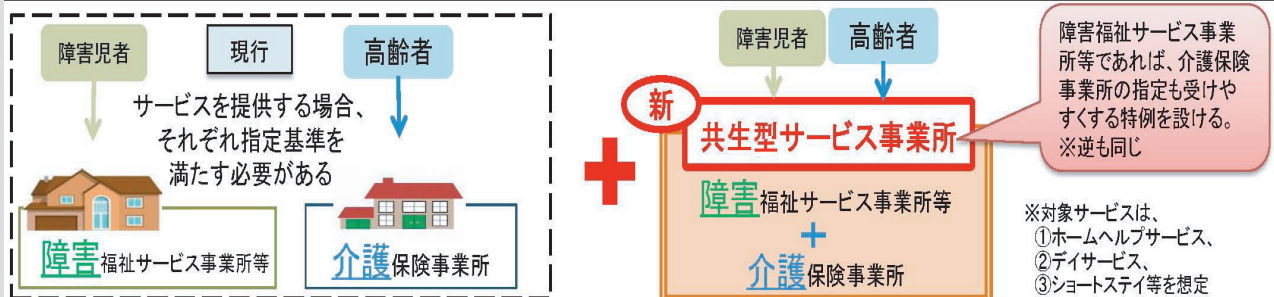 障害児者
現行
高齢者
サービスを提供する場合、
それぞれ指定基準を
満たす必要がある
障害福祉サービス事業所等
介護保険事業所
障害児者
高齢者
新
共生型サービス事業所
障害福祉サービス事業所等
+
介護保険事業所
障害福祉サービス事業
所等であれば、介護保険
事業所の指定も受けや
すくする特例を設ける。
※逆も同じ
※対象サービスは、
①ホームヘルプサービス、
②デイサービス、
③ショートステイ等を想定